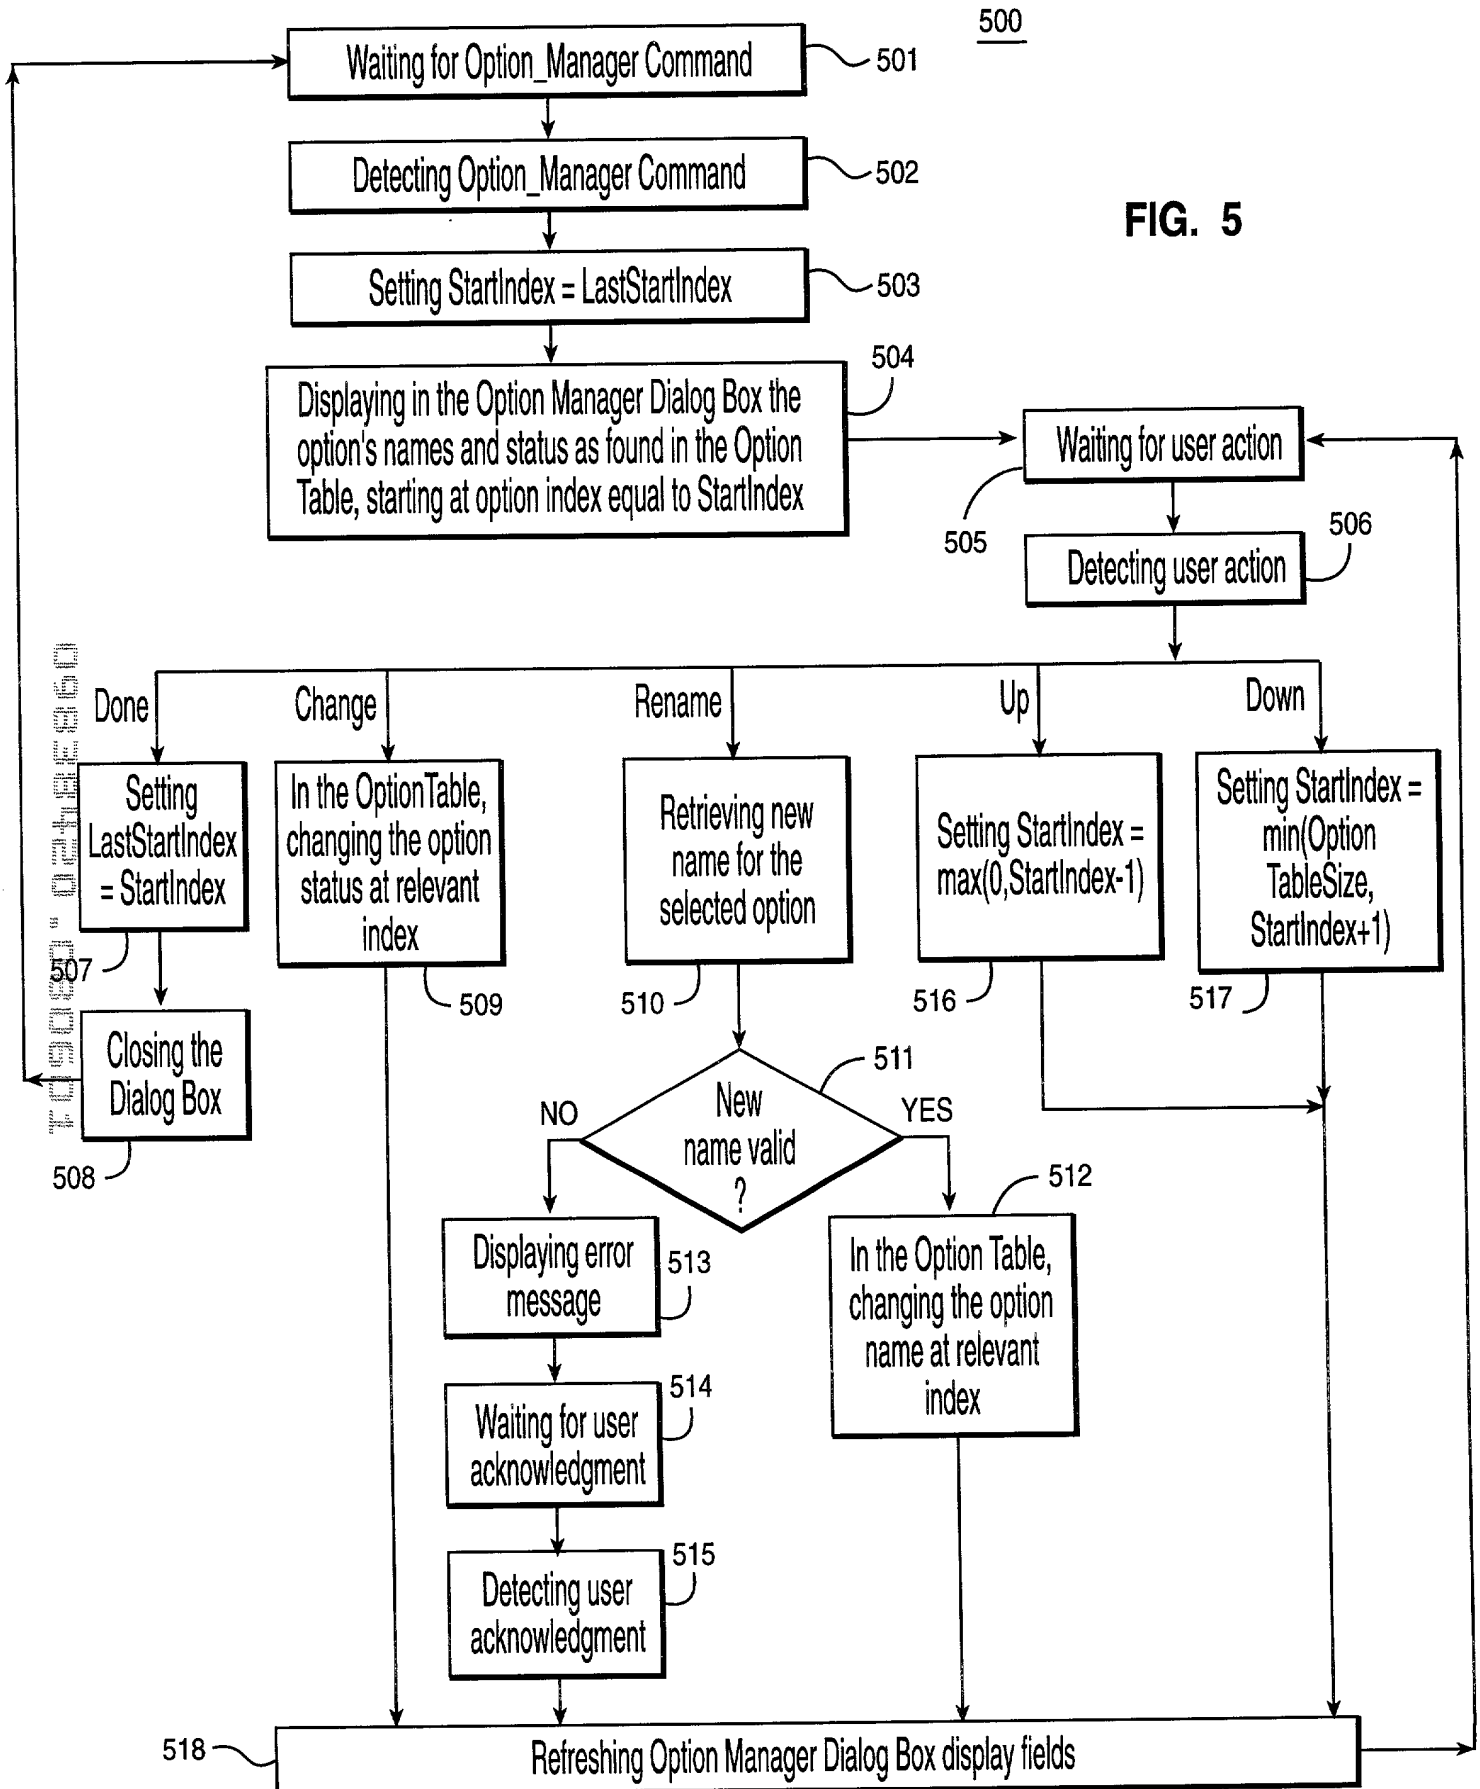 500
Waiting for Option_Manager Command
501
Detecting Option_Manager Command
502
FIG. 5
Setting StartIndex = LastStartIndex
503
504
Displaying in the Option Manager Dialog Box the
option's names and status as found in the Option
Table, starting at option index equal to StartIndex
Waiting for user action
505
506
Detecting user action
Done
Change
Rename
Up
Down
Setting
LastStartIndex
= StartIndex
507
In the OptionTable,
changing the option
status at relevant
index
509
Retrieving new
name for the
selected option
510
Setting StartIndex =
max(0,StartIndex-1)
516
Setting StartIndex =
min(Option
TableSize,
StartIndex+1)
517
Closing the
Dialog Box
508
511
New
name valid
?
NO
YES
512
Displaying error
message
513
In the Option Table,
changing the option
name at relevant
index
514
Waiting for user
acknowledgment
515
Detecting user
acknowledgment
518
Refreshing Option Manager Dialog Box display fields